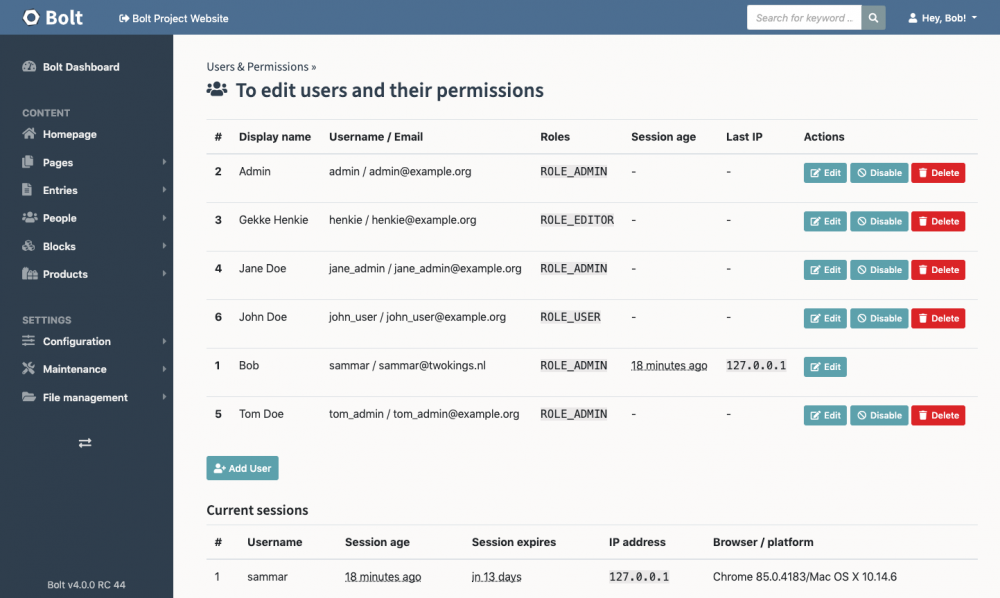 Bolt
Bolt Project Website
Search for keyword ..
Hey, Bob!
Bolt Dashboard
CONTENT
Homepage
Pages
Entries
People
Blocks
Products
SETTINGS
Configuration
Maintenance
File management
Bolt v4.0.0 RC 44
Users & Permissions »
To edit users and their permissions
# Display name Username / Email Roles Session age Last IP Actions
2 Admin admin / admin@example.org ROLE_ADMIN - - Edit Disable Delete
3 Gekke Henkie henkie / henkie@example.org ROLE_EDITOR - - Edit Disable Delete
4 Jane Doe jane_admin / jane_admin@example.org ROLE_ADMIN - - Edit Disable Delete
6 John Doe john_user / john_user@example.org ROLE_USER - - Edit Disable Delete
1 Bob sammar / sammar@twokings.nl ROLE_ADMIN 18 minutes ago 127.0.0.1 Edit
5 Tom Doe tom_admin / tom_admin@example.org ROLE_ADMIN - - Edit Disable Delete
Add User
Current sessions
# Username Session age Session expires IP address Browser / platform
1 sammar 18 minutes ago in 13 days 127.0.0.1 Chrome 85.0.4183/Mac OS X 10.14.6